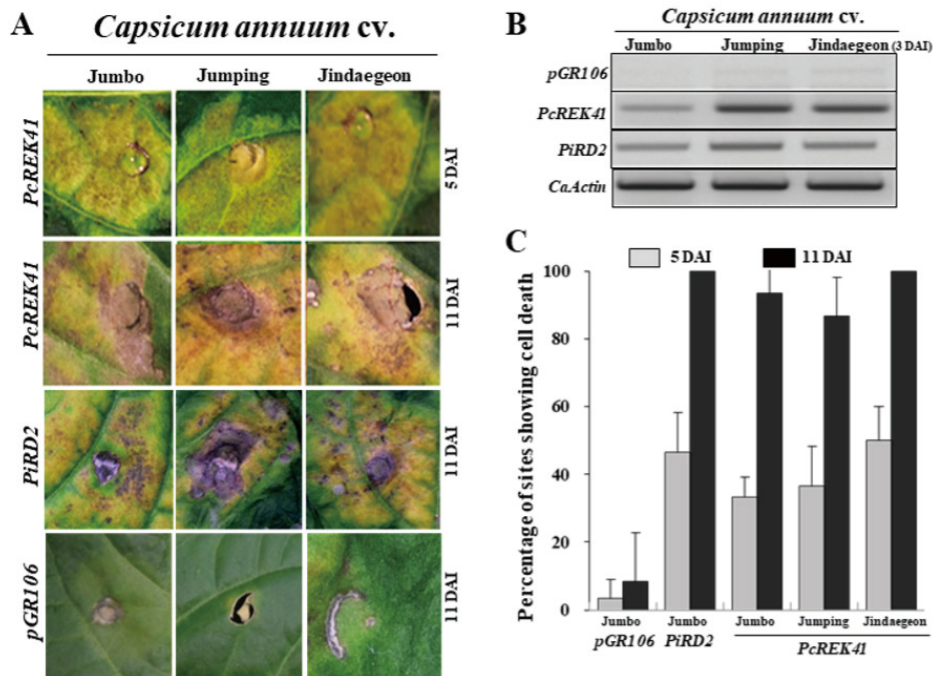 A
Capsicum annuum cv.
Jumbo Jumping Jindaegeon
PcREK41
5 DAI
PcREK41
11 DAI
PiRD2
11 DAI
pGR106
11 DAI
B
Capsicum annuum cv.
Jumbo Jumping Jindaegeon (3 DAI)
pGR106
PcREK41
PiRD2
CaActin
C
5 DAI 11 DAI
Percentage of sites showing cell death
100
80
60
40
20
0
Jumbo Jumbo Jumbo Jumping Jindaegeon
pGR106 PiRD2 PcREK41